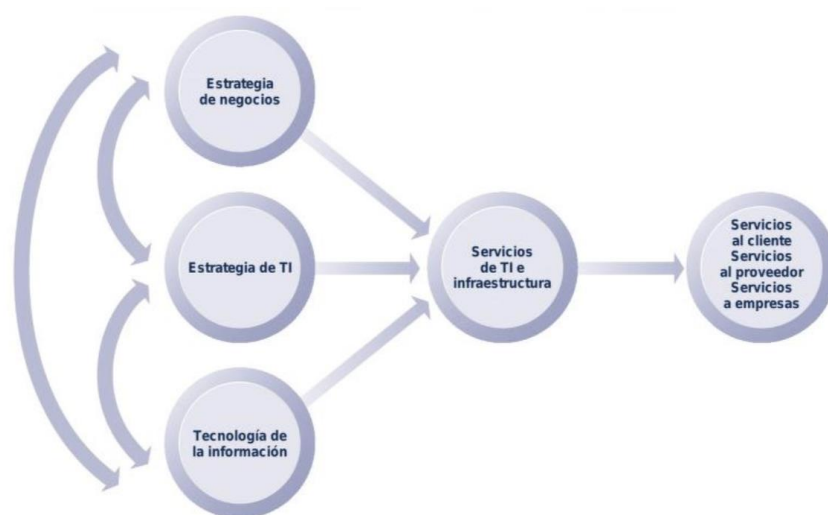 Estrategia
de negocios
Estrategia de TI
Tecnología de
la información
Servicios
de TI e
infraestructura
Servicios
al cliente
Servicios
al proveedor
Servicios
a empresas